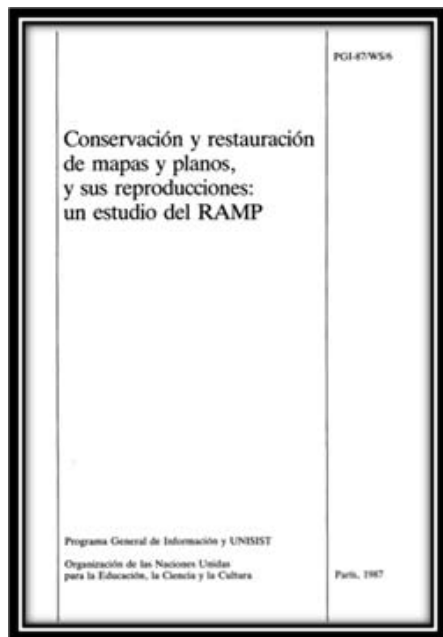 PGI-87/WS/6
Conservación y restauración
de mapas y planos,
y sus reproducciones:
un estudio del RAMP
Programa General de Información y UNISIST
Organización de las Naciones Unidas
para la Educación, la Ciencia y la Cultura
París, 1987